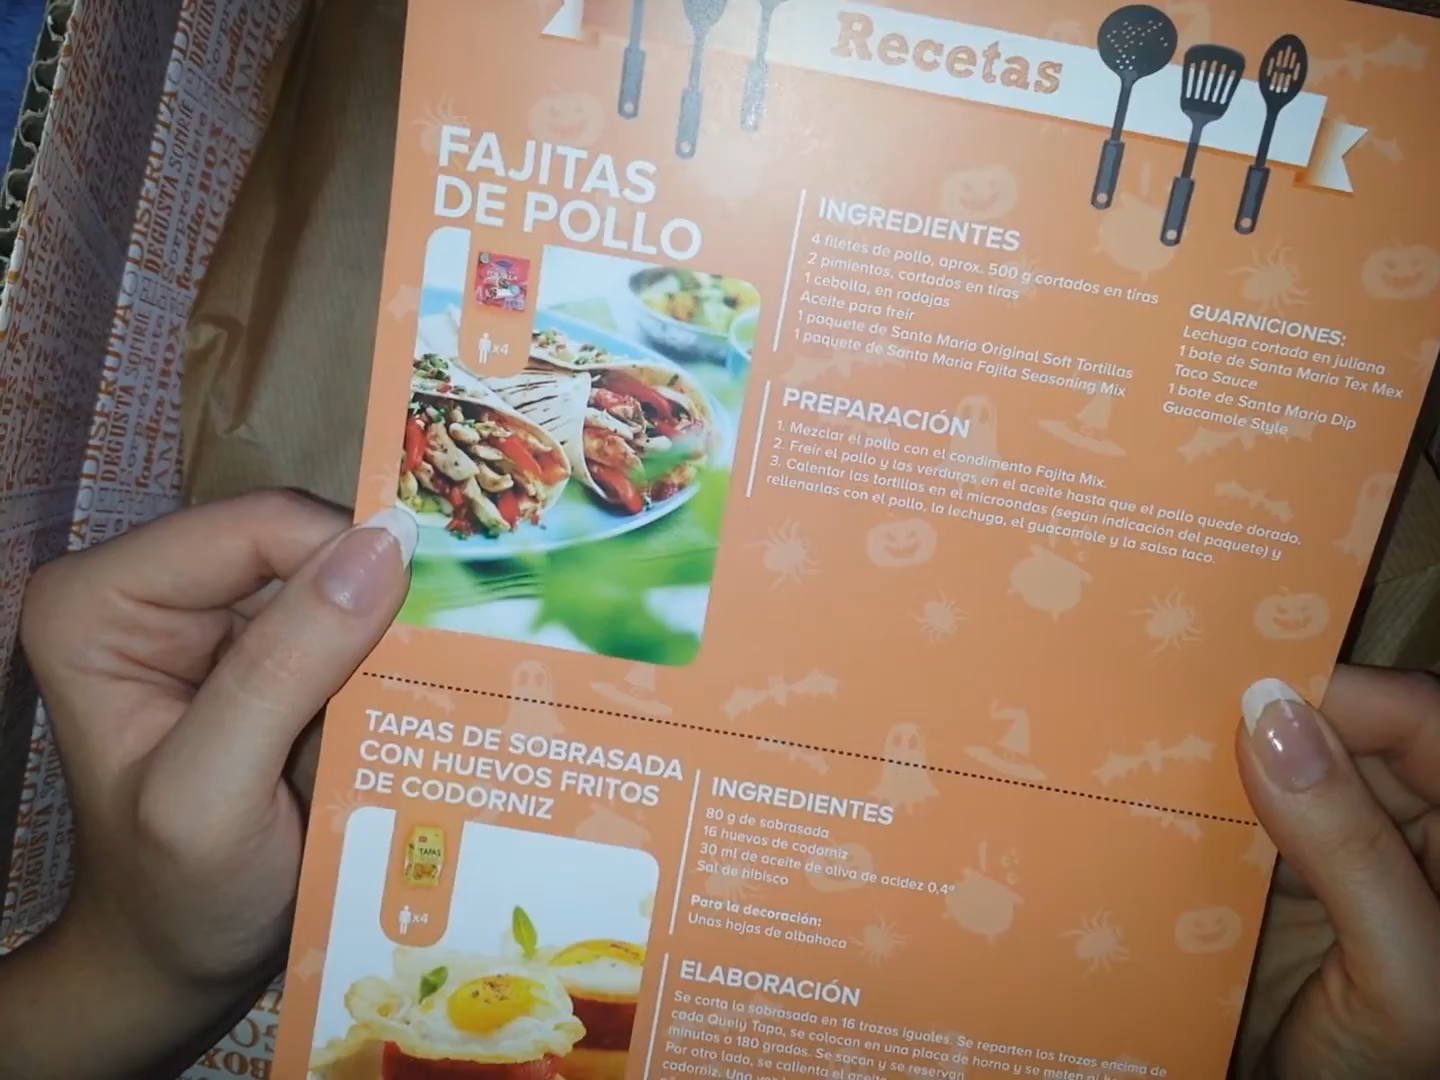 Recetas
FAJITAS
DE POLLO
x4
INGREDIENTES
4 filetes de pollo, aprox. 500 g cortados en tiras
2 pimientos, cortados en tiras
1 cebolla, en rodajas
Aceite para freír
1 paquete de Santa Maria Original Soft Tortillas
1 paquete de Santa Maria Fajita Seasoning Mix
GUARNICIONES:
Lechuga cortada en juliana
1 bote de Santa Maria Tex Mex
Taco Sauce
1 bote de Santa Maria Dip
Guacamole Style
PREPARACIÓN
1. Mezclar el pollo con el condimento Fajita Mix.
2. Freír el pollo y las verduras en el aceite hasta que el pollo quede dorado.
3. Calentar las tortillas en el microondas (según indicación del paquete) y
rellenarlas con el pollo, la lechuga, el guacamole y la salsa taco.
TAPAS DE SOBRASADA
CON HUEVOS FRITOS
DE CODORNIZ
TAPAS
x4
INGREDIENTES
80 g de sobrasada
16 huevos de codorniz
30 ml de aceite de oliva de acidez 0,4º
Sal de hibisco
Para la decoración:
Unas hojas de albahaca
ELABORACIÓN
Se corta la sobrasada en 16 trozos iguales. Se reparten los trozos encima de
cada Quely Tapa, se colocan en una placa de horno y se meten
minutos a 180 grados. Se sacan y se reservan
Por otro lado, se calienta el aceite
codorniz. Una vez